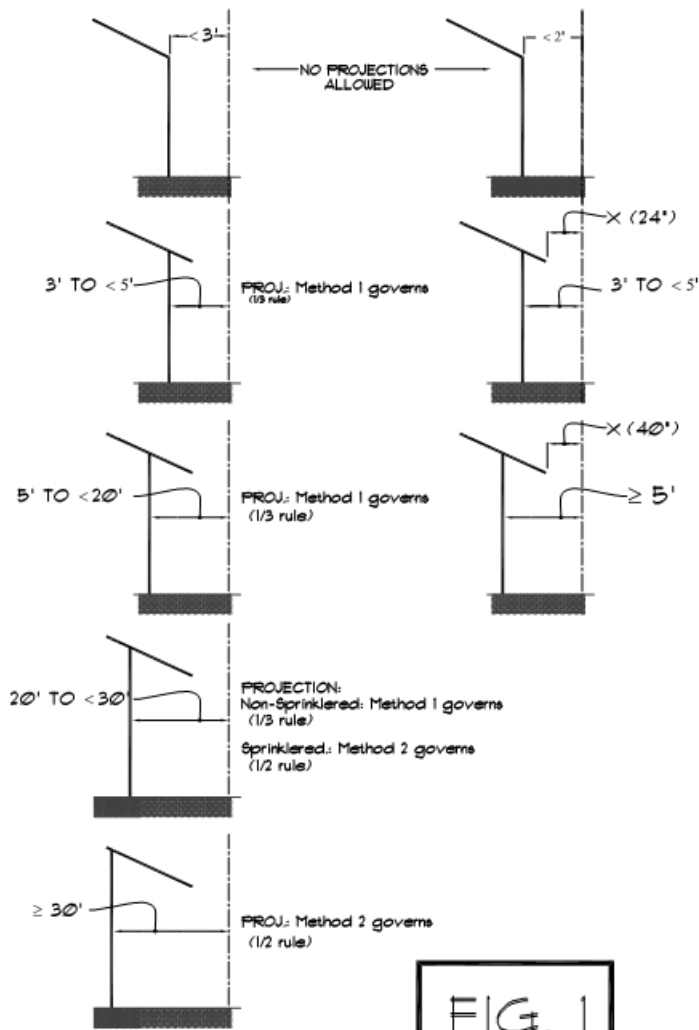 < 3'
< 2"
NO PROJECTIONS
ALLOWED
X (24")
3' TO < 5'
PROJ.: Method 1 governs
(1/3 rule)
3' TO < 5'
X (40")
5' TO < 20'
PROJ.: Method 1 governs
(1/3 rule)
≥ 5'
20' TO < 30'
PROJECTION:
Non-Sprinklered: Method 1 governs
(1/3 rule)
Sprinklered.: Method 2 governs
(1/2 rule)
≥ 30'
PROJ.: Method 2 governs
(1/2 rule)
FIG. 1